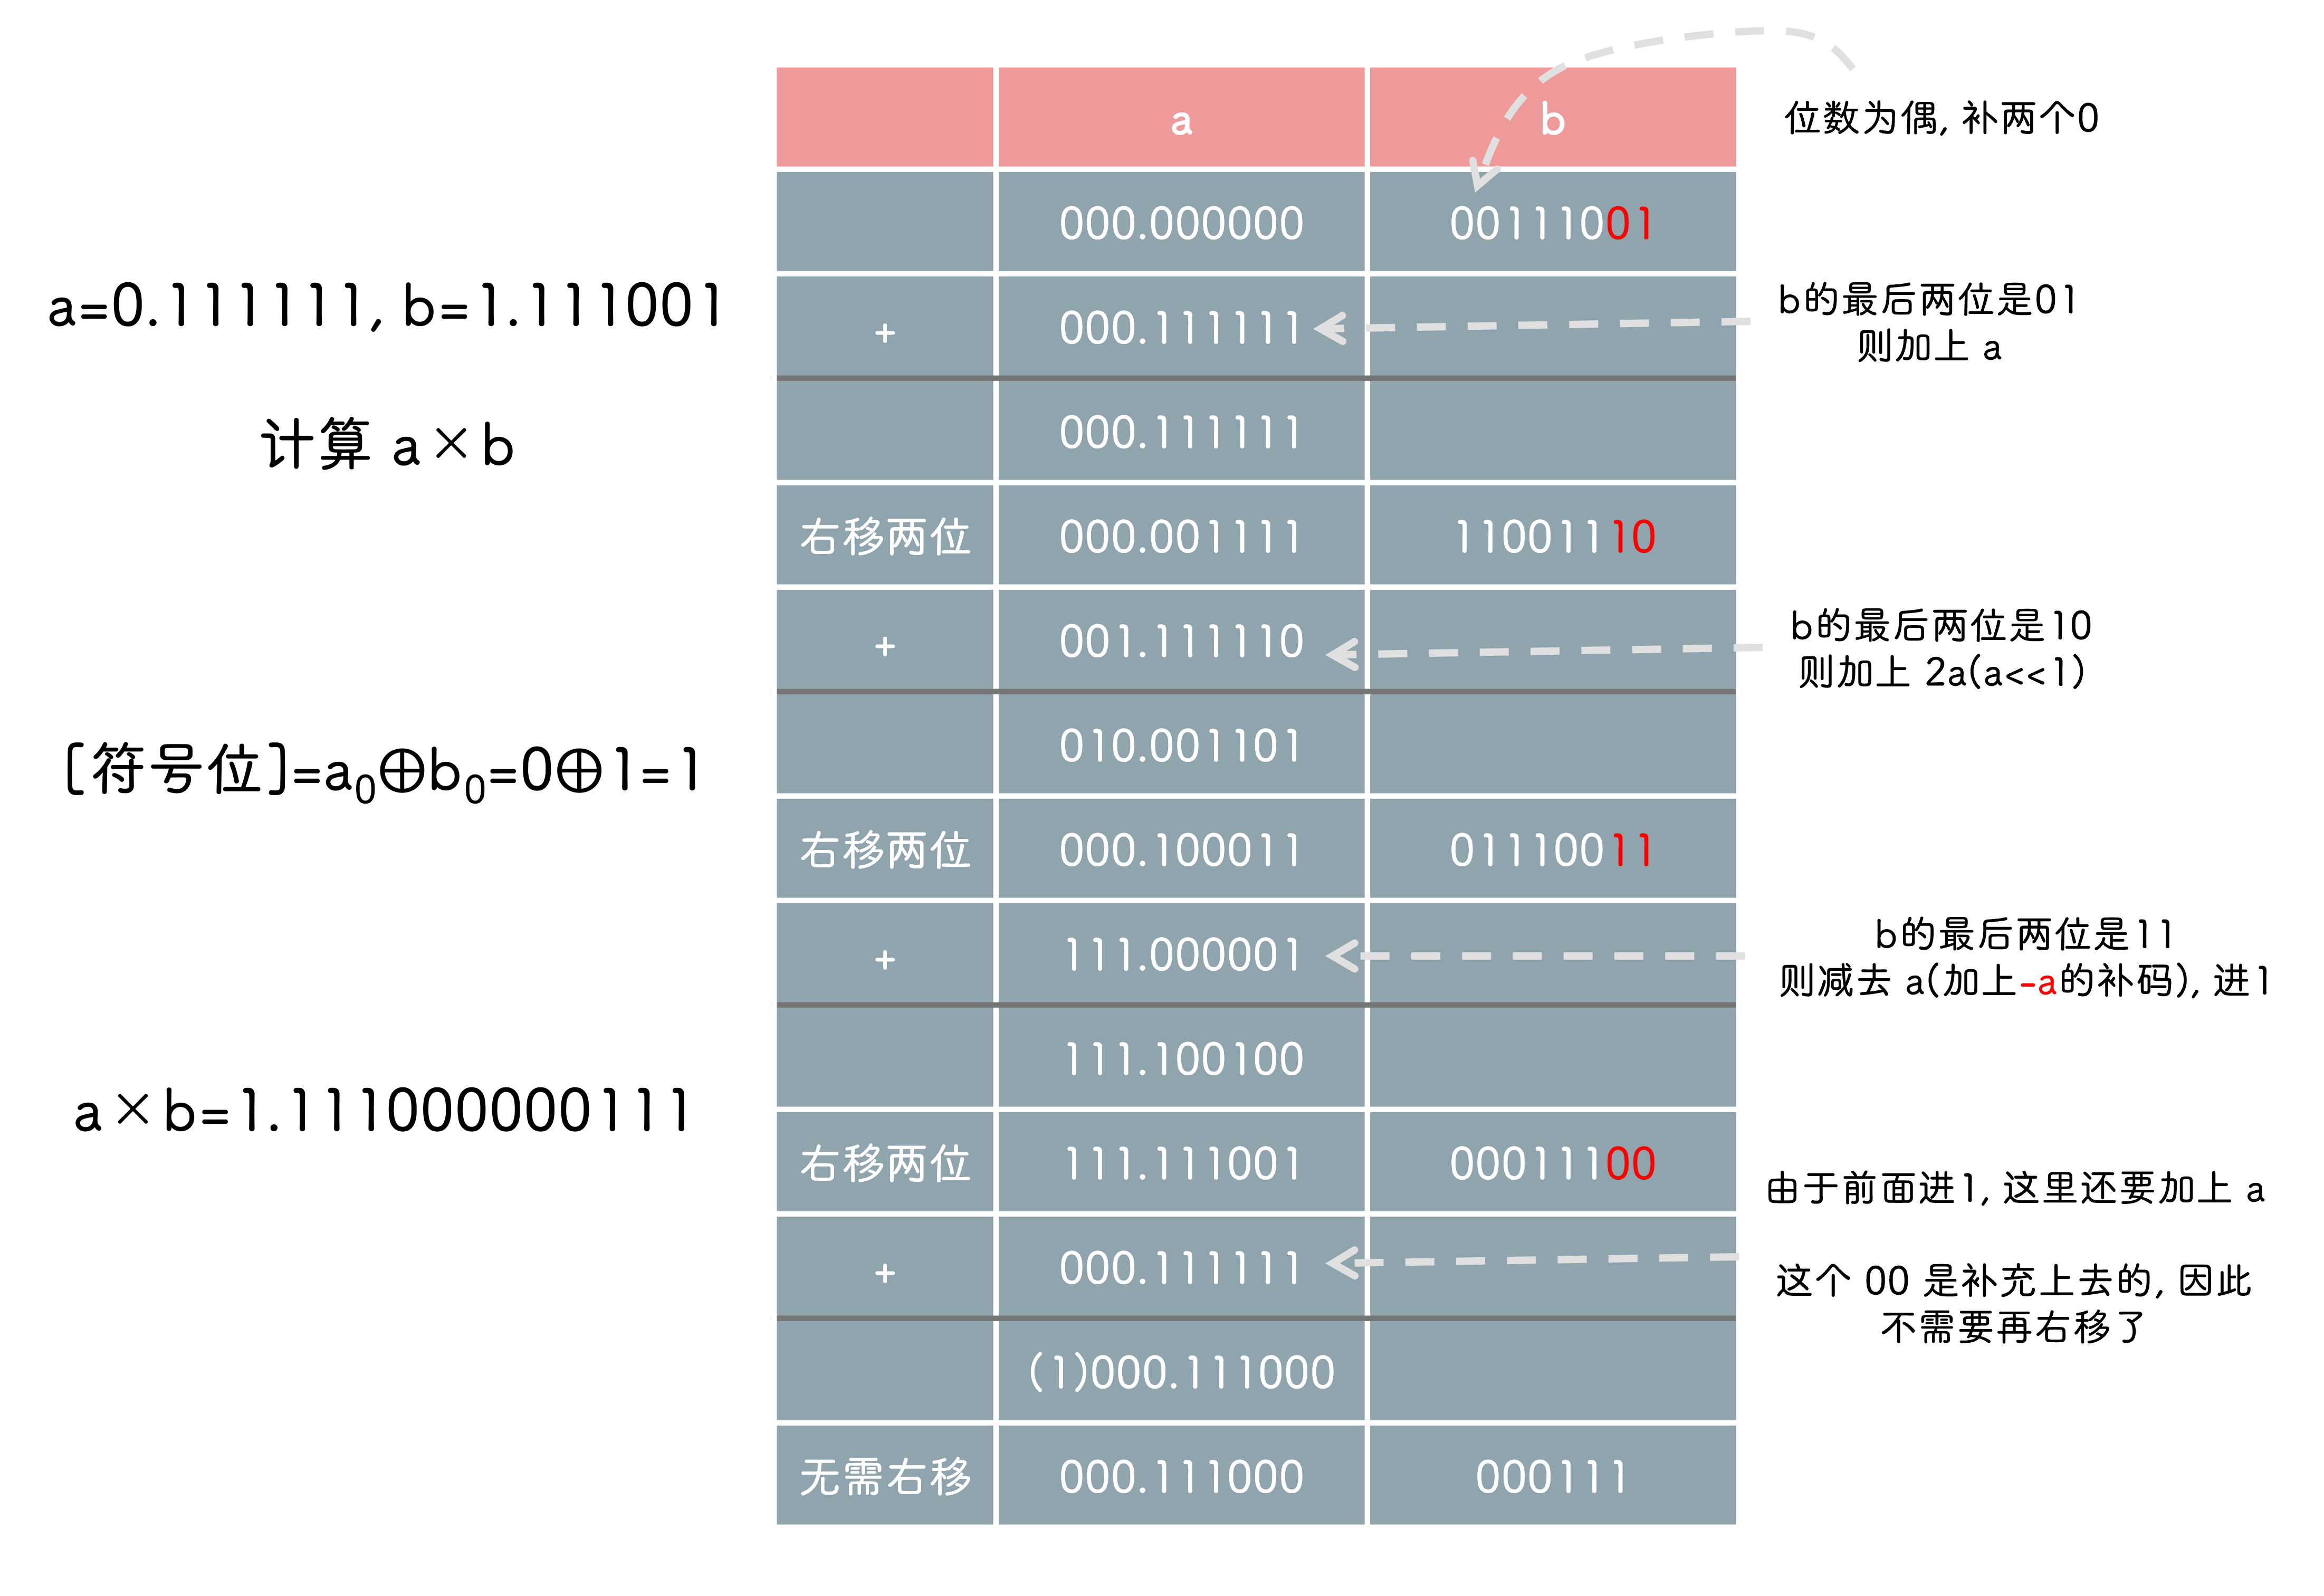 a=0.111111, b=1.111001
计算 a×b
[符号位]=a₀⊕b₀=0⊕1=1
a×b=1.111000000111
a b
000.000000 00111001
+ 000.111111
000.111111
右移两位 000.001111 11001110
+ 001.111110
010.001101
右移两位 000.100011 01110011
+ 111.000001
111.100100
右移两位 111.111001 00011100
+ 000.111111
(1)000.111000
无需右移 000.111000 000111
位数为偶, 补两个0
b的最后两位是01
则加上 a
b的最后两位是10
则加上 2a(a<<1)
b的最后两位是11
则减去 a(加上-a的补码), 进1
由于前面进1, 这里还要加上 a
这个 00 是补充上去的, 因此
不需要再右移了